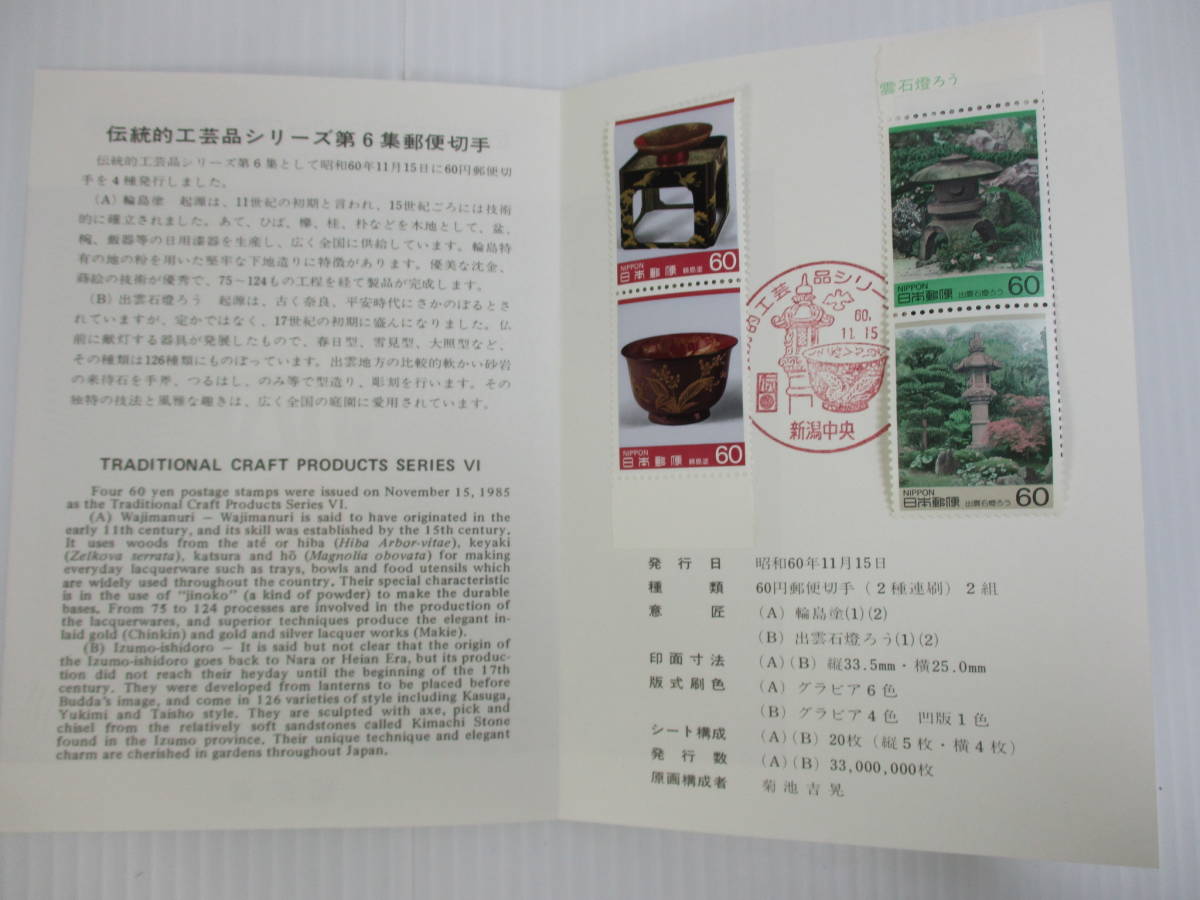 伝統的工芸品シリーズ第6集郵便切手
伝統的工芸品シリーズ第6集として昭和60年11月15日に60円郵便切
手を4種発行しました。
(A) 輪島塗 起源は、11世紀の初期と言われ、15世紀ごろには技術
的に確立されました。あて、ひば、欅、桂、朴などを木地として、盆、
椀、飯器等の日用漆器を生産し、広く全国に供給しています。輪島特
有の地の粉を用いた堅牢な下地造りに特徴があります。優美な沈金、
蒔絵の技術が優秀で、75〜124もの工程を経て製品が完成します。
(B) 出雲石燈ろう 起源は、古く奈良、平安時代にさかのぼるとさ
れていますが、定かではなく、17世紀の初期に盛んになりました。仏
前に献灯する器具が発展したもので、春日型、雪見型、大照型など、
その種類は126種類にものぼっています。出雲地方の比較的軟かい砂岩
の来待石を手斧、つるはし、のみ等で型造り、彫刻を行います。その
独特の技法と風雅な趣きは、広く全国の庭園に愛用されています。
TRADITIONAL CRAFT PRODUCTS SERIES VI
Four 60 yen postage stamps were issued on November 15, 1985
as the Traditional Craft Products Series VI.
(A) Wajimanuri – Wajimanuri is said to have originated in the
early 11th century, and its skill was established by the 15th century.
It uses woods from the até or hiba (Hiba Arbor-vitae), keyaki
(Zelkova serrata), katsura and hō (Magnolia obovata) for making
everyday lacquerware such as trays, bowls and food utensils which
are widely used throughout the country. Their special characteristic
is in the use of "jinoko" (a kind of powder) to make the durable
bases. From 75 to 124 processes are involved in the production of
the lacquerwares, and superior techniques produce the elegant in-
laid gold (Chinkin) and gold and silver lacquer works (Makie).
(B) Izumo-ishidoro – It is said but not clear that the origin of
the Izumo-ishidoro goes back to Nara or Heian Era, but its produc-
tion did not reach their heyday until the beginning of the 17th
century. They were developed from lanterns to be placed before
Budda's image, and come in 126 varieties of style including Kasuga,
Yukimi and Taisho style. They are sculpted with axe, pick and
chisel from the relatively soft sandstones called Kimachi Stone
found in the Izumo province. Their unique technique and elegant
charm are cherished in gardens throughout Japan.
NIPPON
日本郵便 輪島塗 60
NIPPON
日本郵便 輪島塗 60
的工芸品シリー
60.
11.15
伝
新潟中央
雲石燈ろう
NIPPON
日本郵便 出雲石燈ろう 60
NIPPON
日本郵便 出雲石燈ろう 60
発行日 昭和60年11月15日
種類 60円郵便切手(2種連刷)2組
意匠 (A) 輪島塗(1)(2)
(B) 出雲石燈ろう(1)(2)
印面寸法 (A)(B) 縦33.5mm・横25.0mm
版式刷色 (A) グラビア6色
(B) グラビア4色 凹版1色
シート構成 (A)(B) 20枚(縦5枚・横4枚)
発行数 (A)(B) 33,000,000枚
原画構成者 菊池吉晃